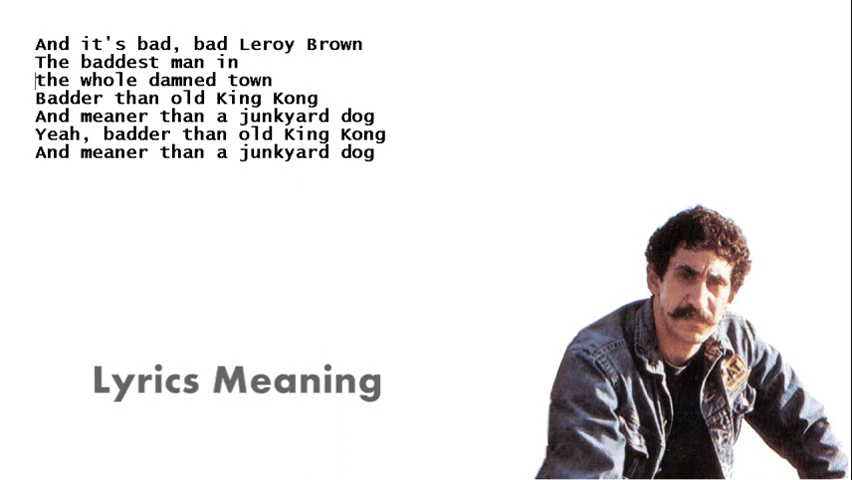 And it's bad, bad Leroy Brown
The baddest man in
the whole damned town
Badder than old King Kong
And meaner than a junkyard dog
Yeah, badder than old King Kong
And meaner than a junkyard dog
Lyrics Meaning